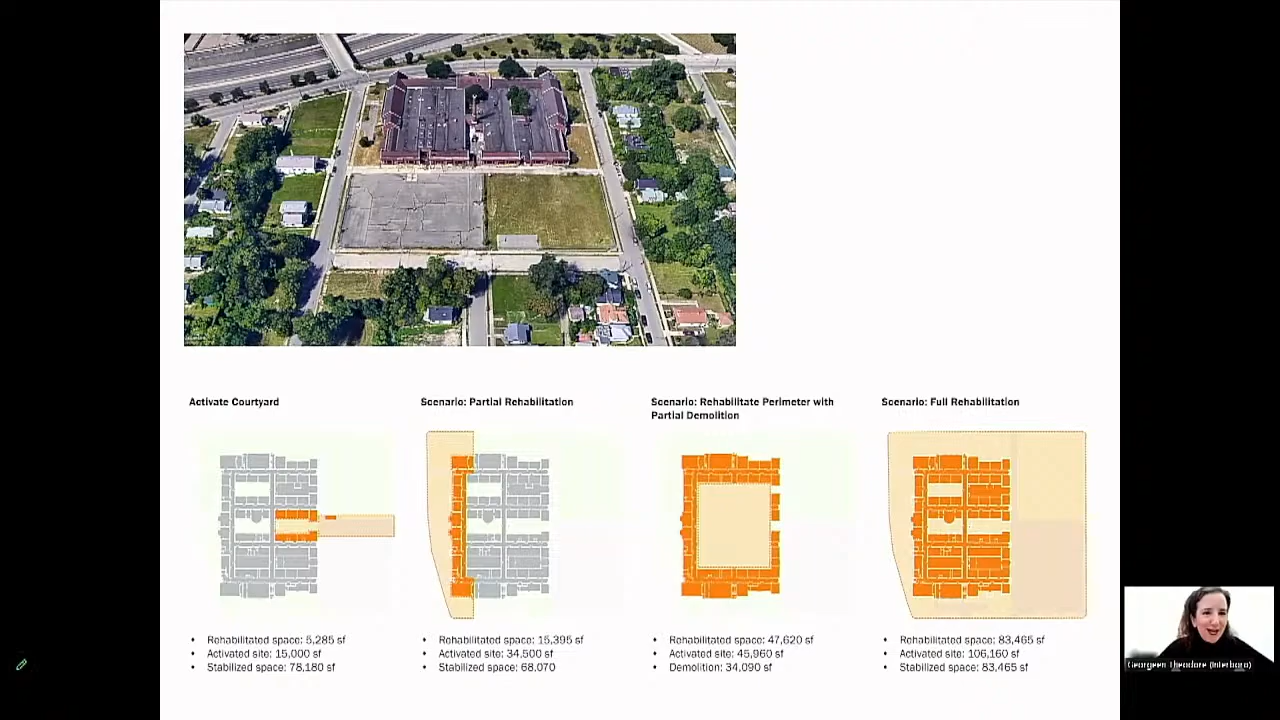 Activate Courtyard
Scenario: Partial Rehabilitation
Scenario: Rehabilitate Perimeter with
Partial Demolition
Scenario: Full Rehabilitation
• Rehabilitated space: 5,285 sf
• Activated site: 15,000 sf
• Stabilized space: 78,180 sf
• Rehabilitated space: 15,395 sf
• Activated site: 34,500 sf
• Stabilized space: 68,070
• Rehabilitated space: 47,620 sf
• Activated site: 45,960 sf
• Demolition: 34,090 sf
• Rehabilitated space: 83,465 sf
• Activated site: 106,160 sf
• Stabilized space: 83,465 sf
Georgeen Theodore (Interboro)